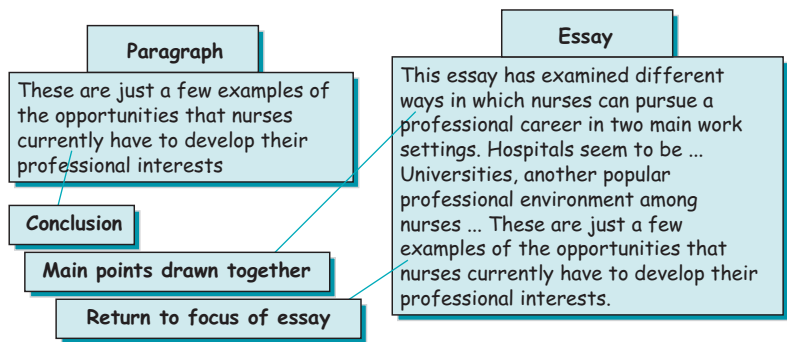 Paragraph
These are just a few examples of
the opportunities that nurses
currently have to develop their
professional interests
Conclusion
Main points drawn together
Return to focus of essay
Essay
This essay has examined different
ways in which nurses can pursue a
professional career in two main work
settings. Hospitals seem to be ...
Universities, another popular
professional environment among
nurses ... These are just a few
examples of the opportunities that
nurses currently have to develop their
professional interests.